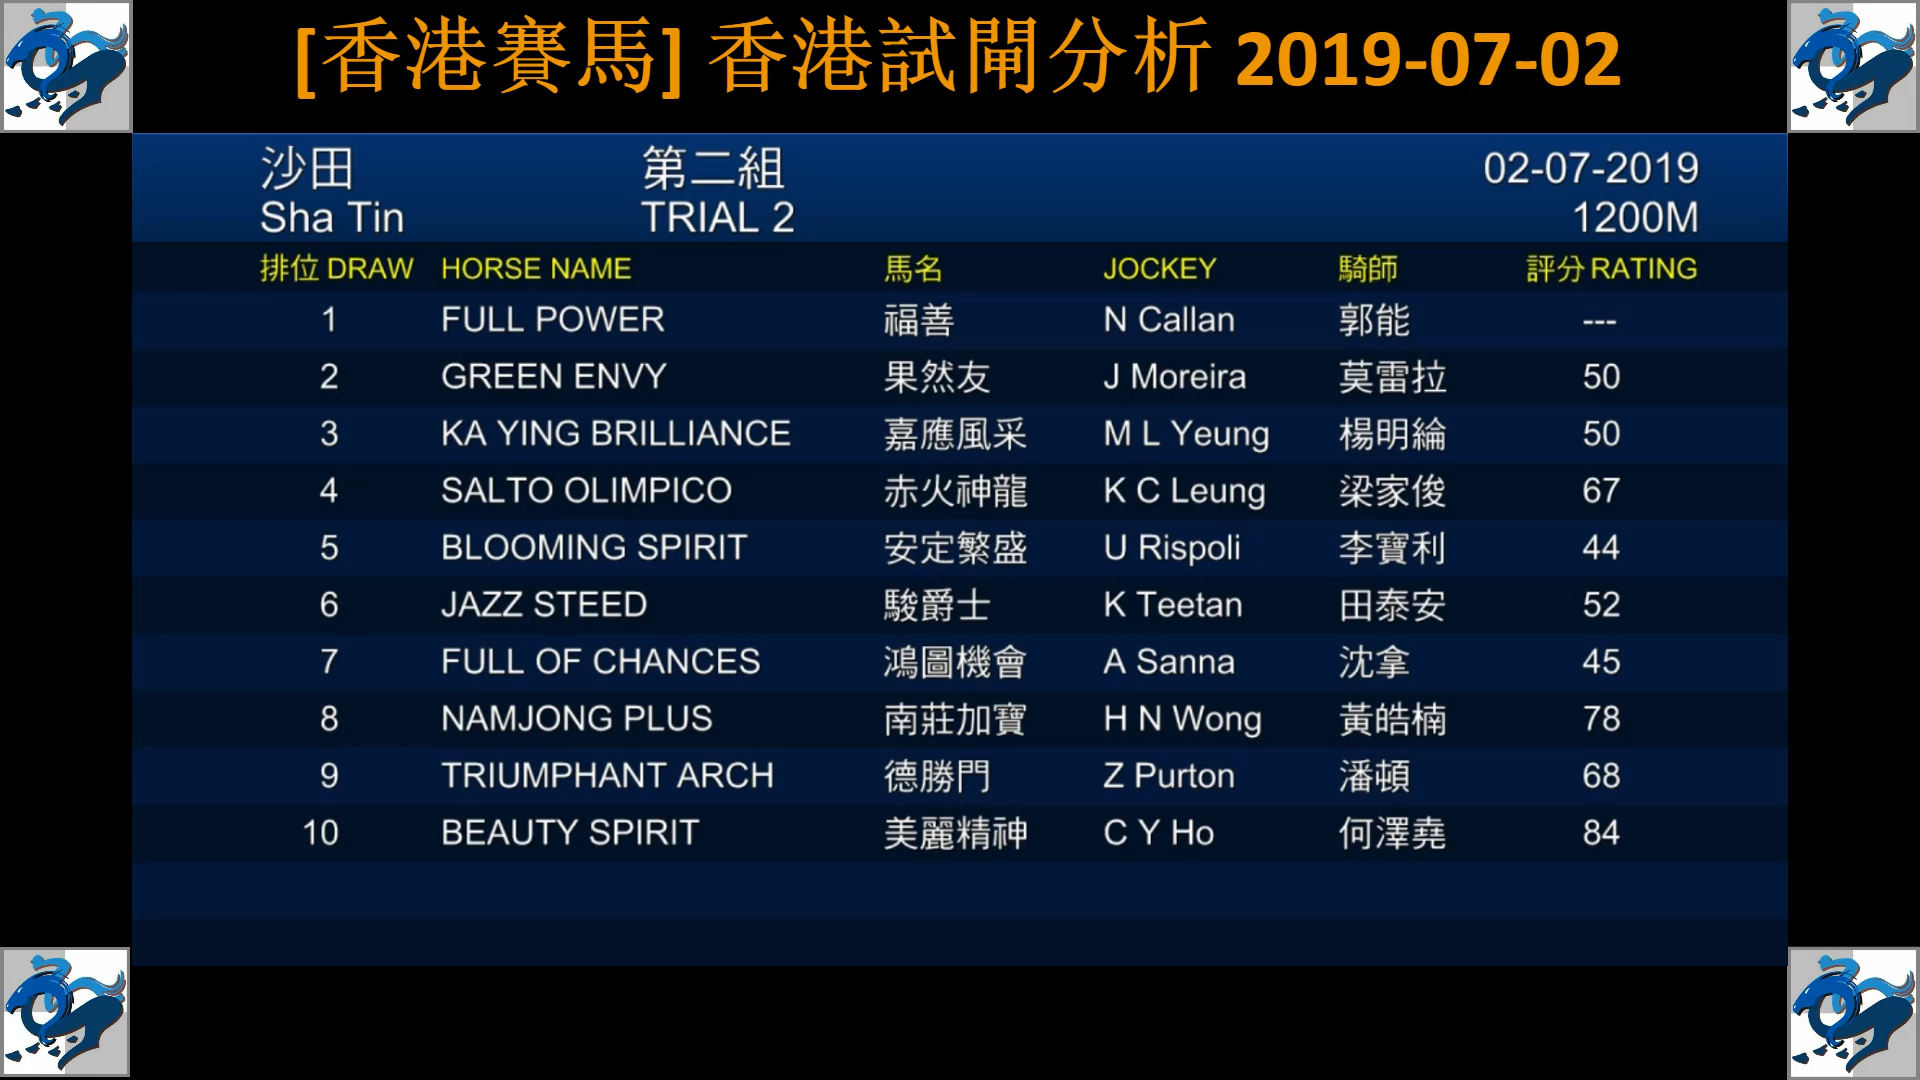 [香港賽馬] 香港試閘分析 2019-07-02
沙田 第二組 02-07-2019
Sha Tin TRIAL 2 1200M
排位 DRAW HORSE NAME 馬名 JOCKEY 騎師 評分 RATING
1 FULL POWER 福善 N Callan 郭能 ---
2 GREEN ENVY 果然友 J Moreira 莫雷拉 50
3 KA YING BRILLIANCE 嘉應風采 M L Yeung 楊明綸 50
4 SALTO OLIMPICO 赤火神龍 K C Leung 梁家俊 67
5 BLOOMING SPIRIT 安定繁盛 U Rispoli 李寶利 44
6 JAZZ STEED 駿爵士 K Teetan 田泰安 52
7 FULL OF CHANCES 鴻圖機會 A Sanna 沈拿 45
8 NAMJONG PLUS 南莊加寶 H N Wong 黃皓楠 78
9 TRIUMPHANT ARCH 德勝門 Z Purton 潘頓 68
10 BEAUTY SPIRIT 美麗精神 C Y Ho 何澤堯 84